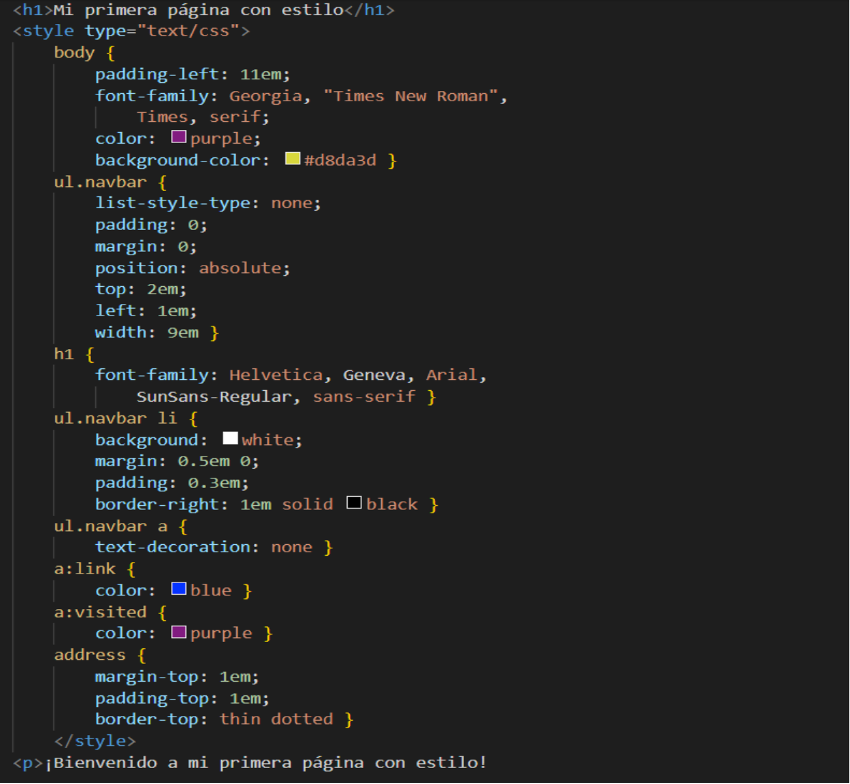 <h1>Mi primera página con estilo</h1>
<style type="text/css">
body {
padding-left: 11em;
font-family: Georgia, "Times New Roman",
Times, serif;
color: purple;
background-color: #d8da3d }
ul.navbar {
list-style-type: none;
padding: 0;
margin: 0;
position: absolute;
top: 2em;
left: 1em;
width: 9em }
h1 {
font-family: Helvetica, Geneva, Arial,
SunSans-Regular, sans-serif }
ul.navbar li {
background: white;
margin: 0.5em 0;
padding: 0.3em;
border-right: 1em solid black }
ul.navbar a {
text-decoration: none }
a:link {
color: blue }
a:visited {
color: purple }
address {
margin-top: 1em;
padding-top: 1em;
border-top: thin dotted }
</style>
<p>¡Bienvenido a mi primera página con estilo!